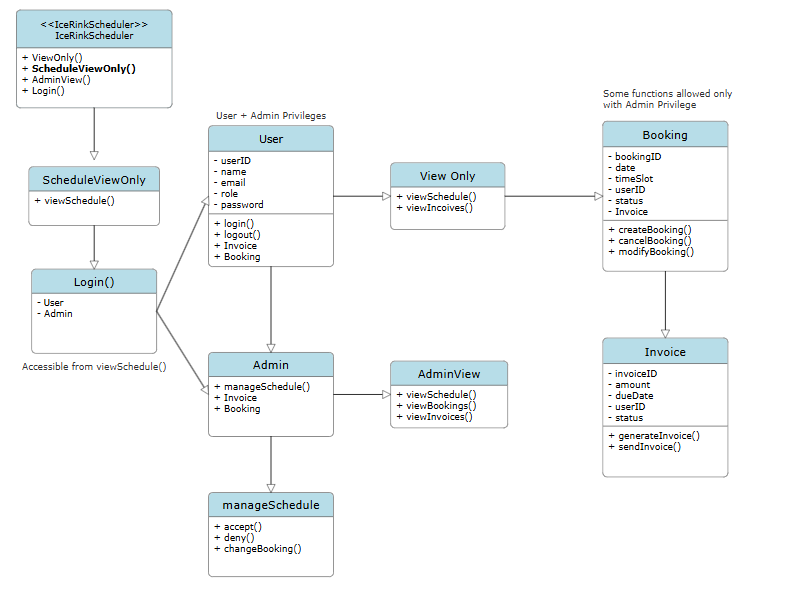 <<IceRinkScheduler>>
IceRinkScheduler
+ ViewOnly()
+ ScheduleViewOnly()
+ AdminView()
+ Login()
ScheduleViewOnly
+ viewSchedule()
Login()
- User
- Admin
Accessible from viewSchedule()
User + Admin Privileges
User
- userID
- name
- email
- role
- password
+ login()
+ logout()
+ Invoice
+ Booking
Admin
+ manageSchedule()
+ Invoice
+ Booking
manageSchedule
+ accept()
+ deny()
+ changeBooking()
View Only
+ viewSchedule()
+ viewIncoives()
AdminView
+ viewSchedule()
+ viewBookings()
+ viewInvoices()
Some functions allowed only
with Admin Privilege
Booking
- bookingID
- date
- timeSlot
- userID
- status
- Invoice
+ createBooking()
+ cancelBooking()
+ modifyBooking()
Invoice
- invoiceID
- amount
- dueDate
- userID
- status
+ generateInvoice()
+ sendInvoice()